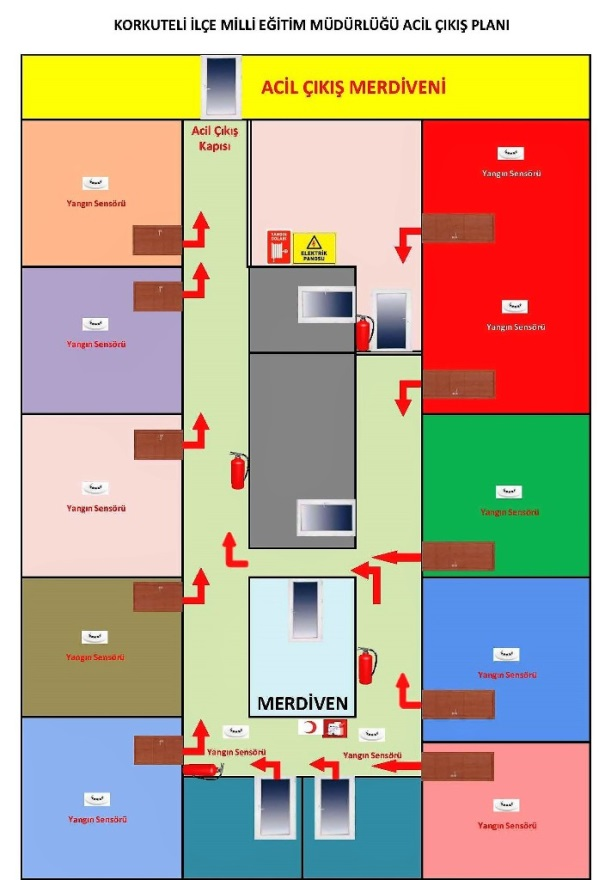 KORKUTELİ İLÇE MİLLİ EĞİTİM MÜDÜRLÜĞÜ ACİL ÇIKIŞ PLANI
ACİL ÇIKIŞ MERDİVENİ
Acil Çıkış
Kapısı
Yangın Sensörü
Yangın Sensörü
YANGIN
DOLABI
ELEKTRİK
PANOSU
Yangın Sensörü
Yangın Sensörü
Yangın Sensörü
Yangın Sensörü
Yangın Sensörü
Yangın Sensörü
MERDİVEN
Yangın Sensörü
Yangın Sensörü
Yangın Sensörü
Yangın Sensörü